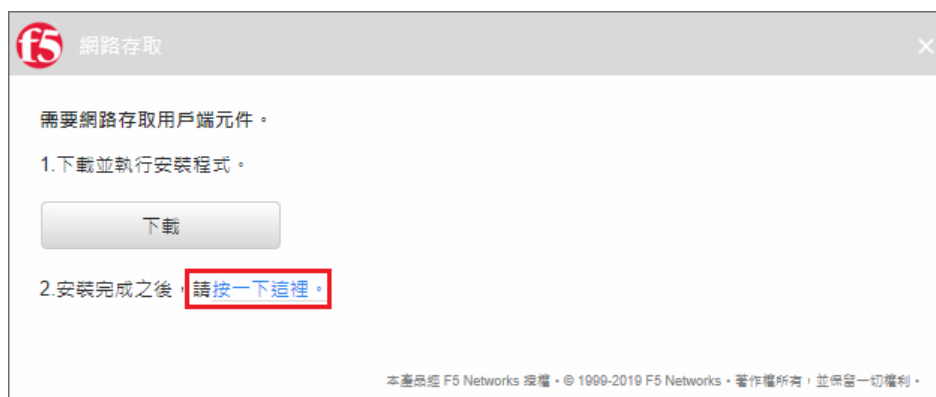 f5 網路存取 ×
需要網路存取用戶端元件。
1.下載並執行安裝程式。
下載
2.安裝完成之後,請按一下這裡。
本產品經 F5 Networks 授權。© 1999-2019 F5 Networks。著作權所有,並保留一切權利。